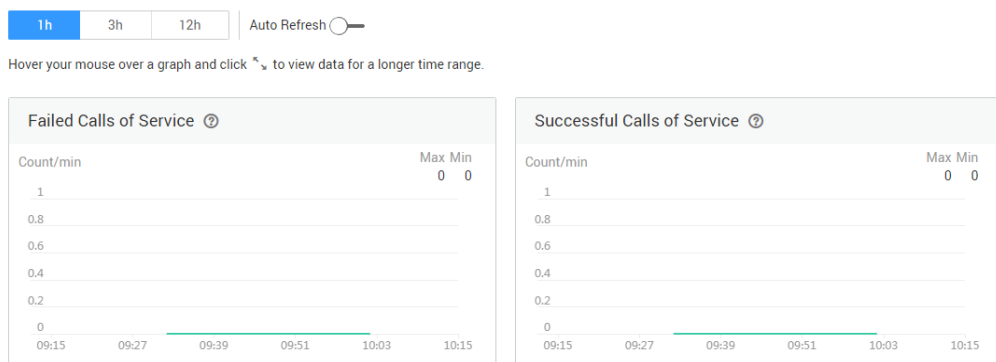 1h 3h 12h Auto Refresh
Hover your mouse over a graph and click to view data for a longer time range.
Failed Calls of Service ?
Count/min Max Min
0 0
1
0.8
0.6
0.4
0.2
0
09:15 09:27 09:39 09:51 10:03 10:15
Successful Calls of Service ?
Count/min Max Min
0 0
1
0.8
0.6
0.4
0.2
0
09:15 09:27 09:39 09:51 10:03 10:15